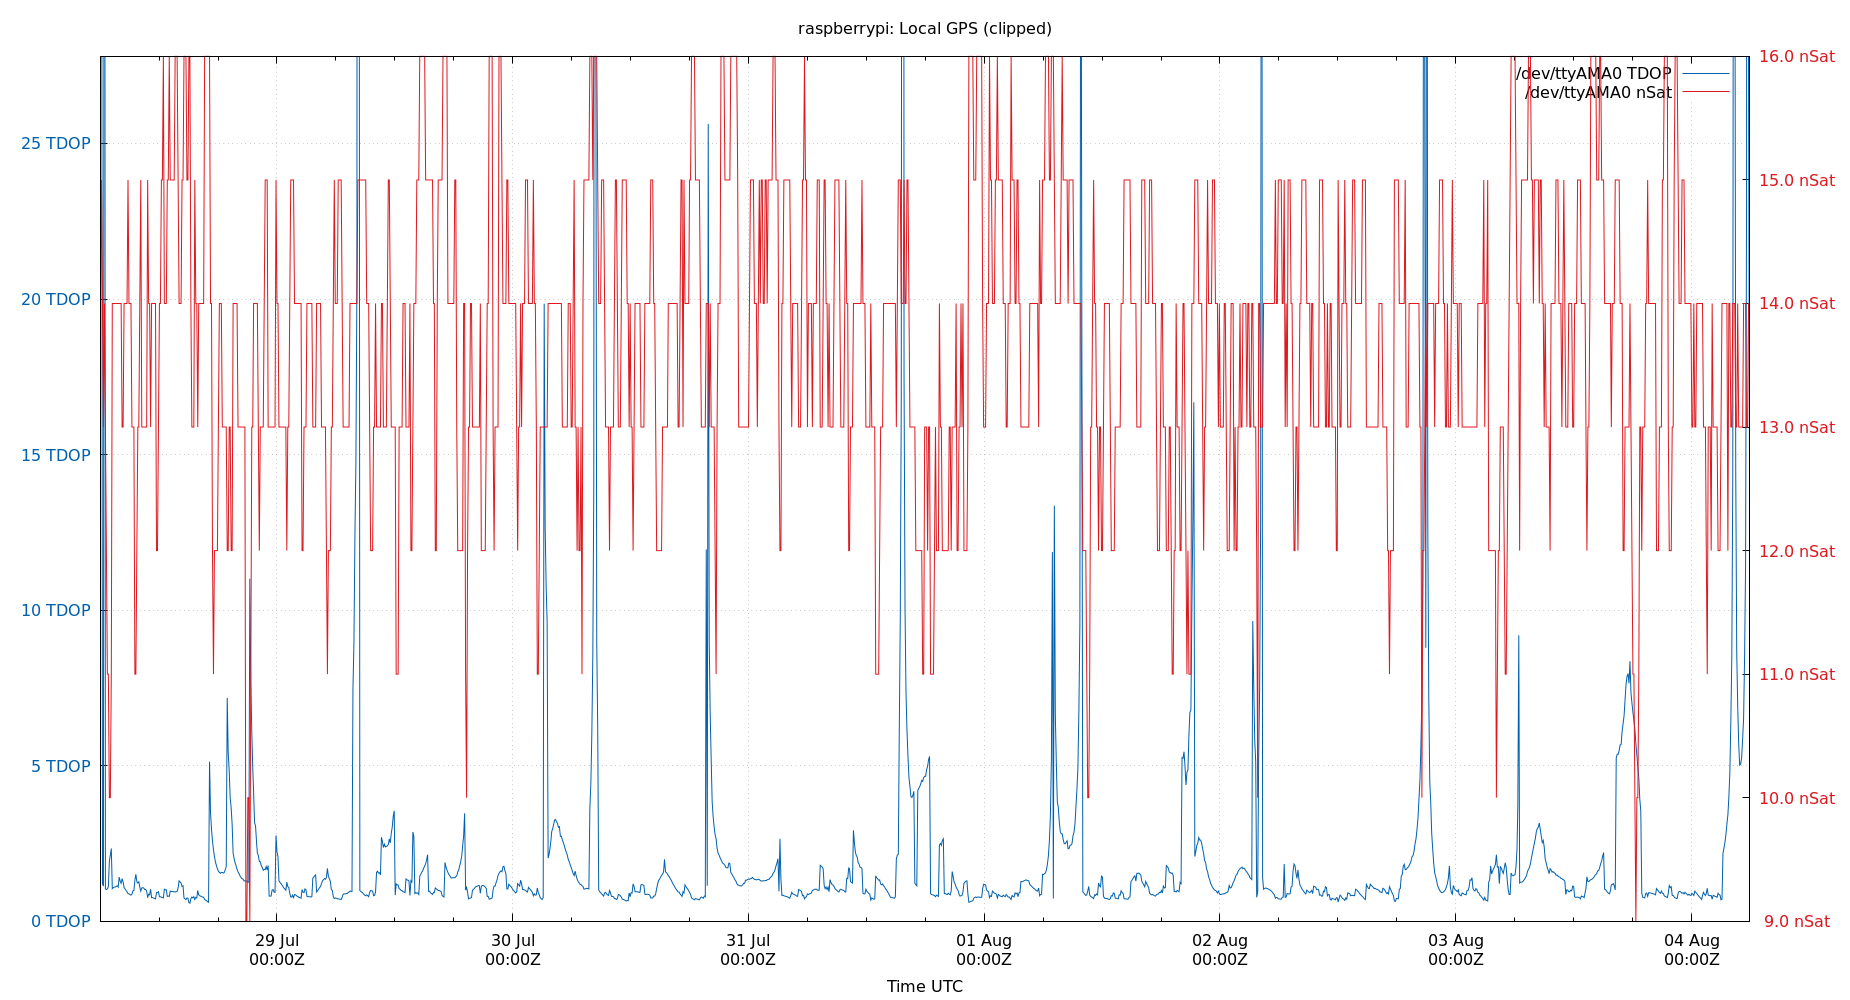 raspberrypi: Local GPS (clipped)
/dev/ttyAMA0 TDOP
/dev/ttyAMA0 nSat
25 TDOP
20 TDOP
15 TDOP
10 TDOP
5 TDOP
0 TDOP
16.0 nSat
15.0 nSat
14.0 nSat
13.0 nSat
12.0 nSat
11.0 nSat
10.0 nSat
9.0 nSat
29 Jul
00:00Z
30 Jul
00:00Z
31 Jul
00:00Z
01 Aug
00:00Z
02 Aug
00:00Z
03 Aug
00:00Z
04 Aug
00:00Z
Time UTC